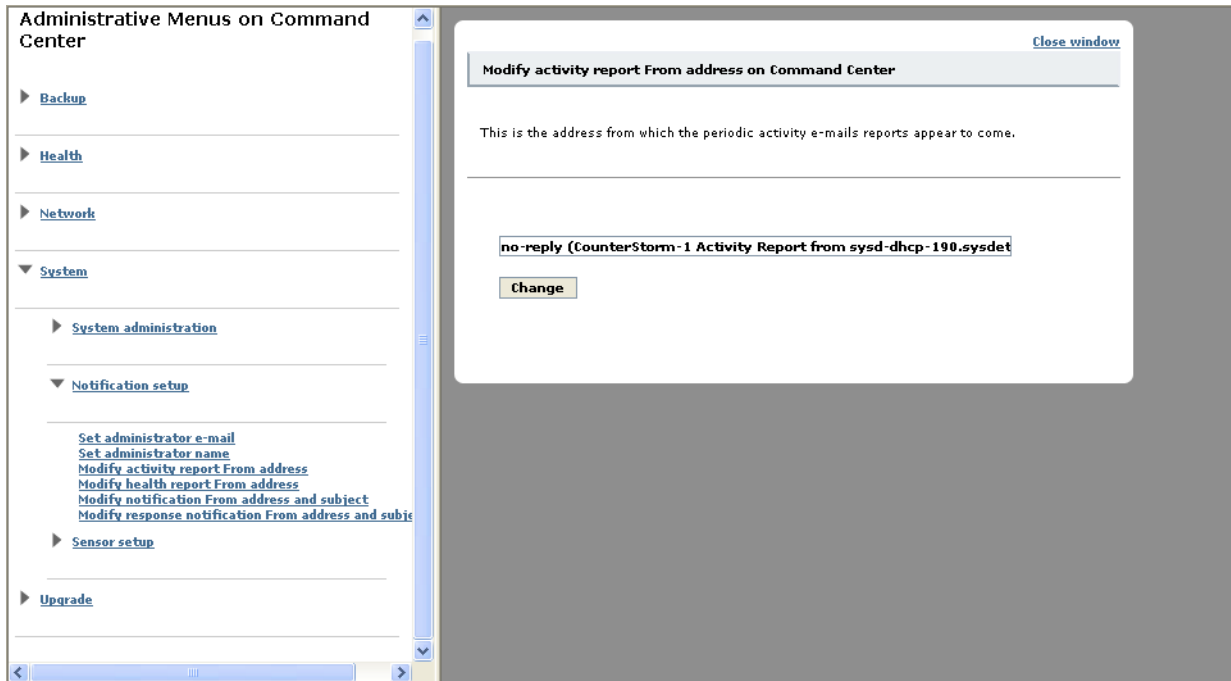 Administrative Menus on Command
Center
Backup
Health
Network
System
System administration
Notification setup
Set administrator e-mail
Set administrator name
Modify activity report From address
Modify health report From address
Modify notification From address and subject
Modify response notification From address and subje
Sensor setup
Upgrade
Close window
Modify activity report From address on Command Center
This is the address from which the periodic activity e-mails reports appear to come.
no-reply (CounterStorm-1 Activity Report from sysd-dhcp-190.sysdet
Change